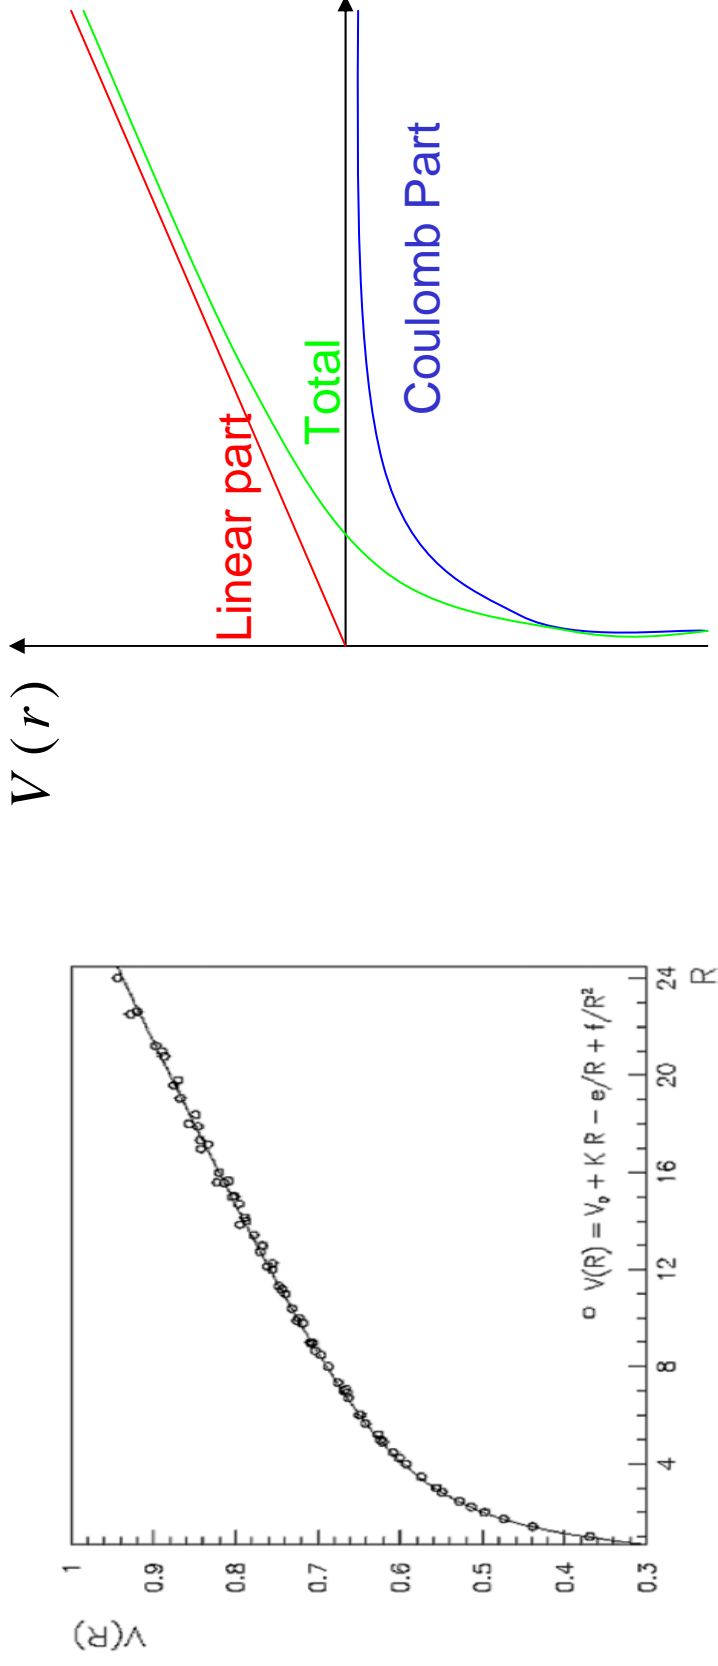 V(R)
1
0.9
0.8
0.7
0.6
0.5
0.4
0.3
4
8
12
16
20
24
R
o V(R) = V₀ + K R − e/R + f/R²
V (r)
Linear part
Total
Coulomb Part